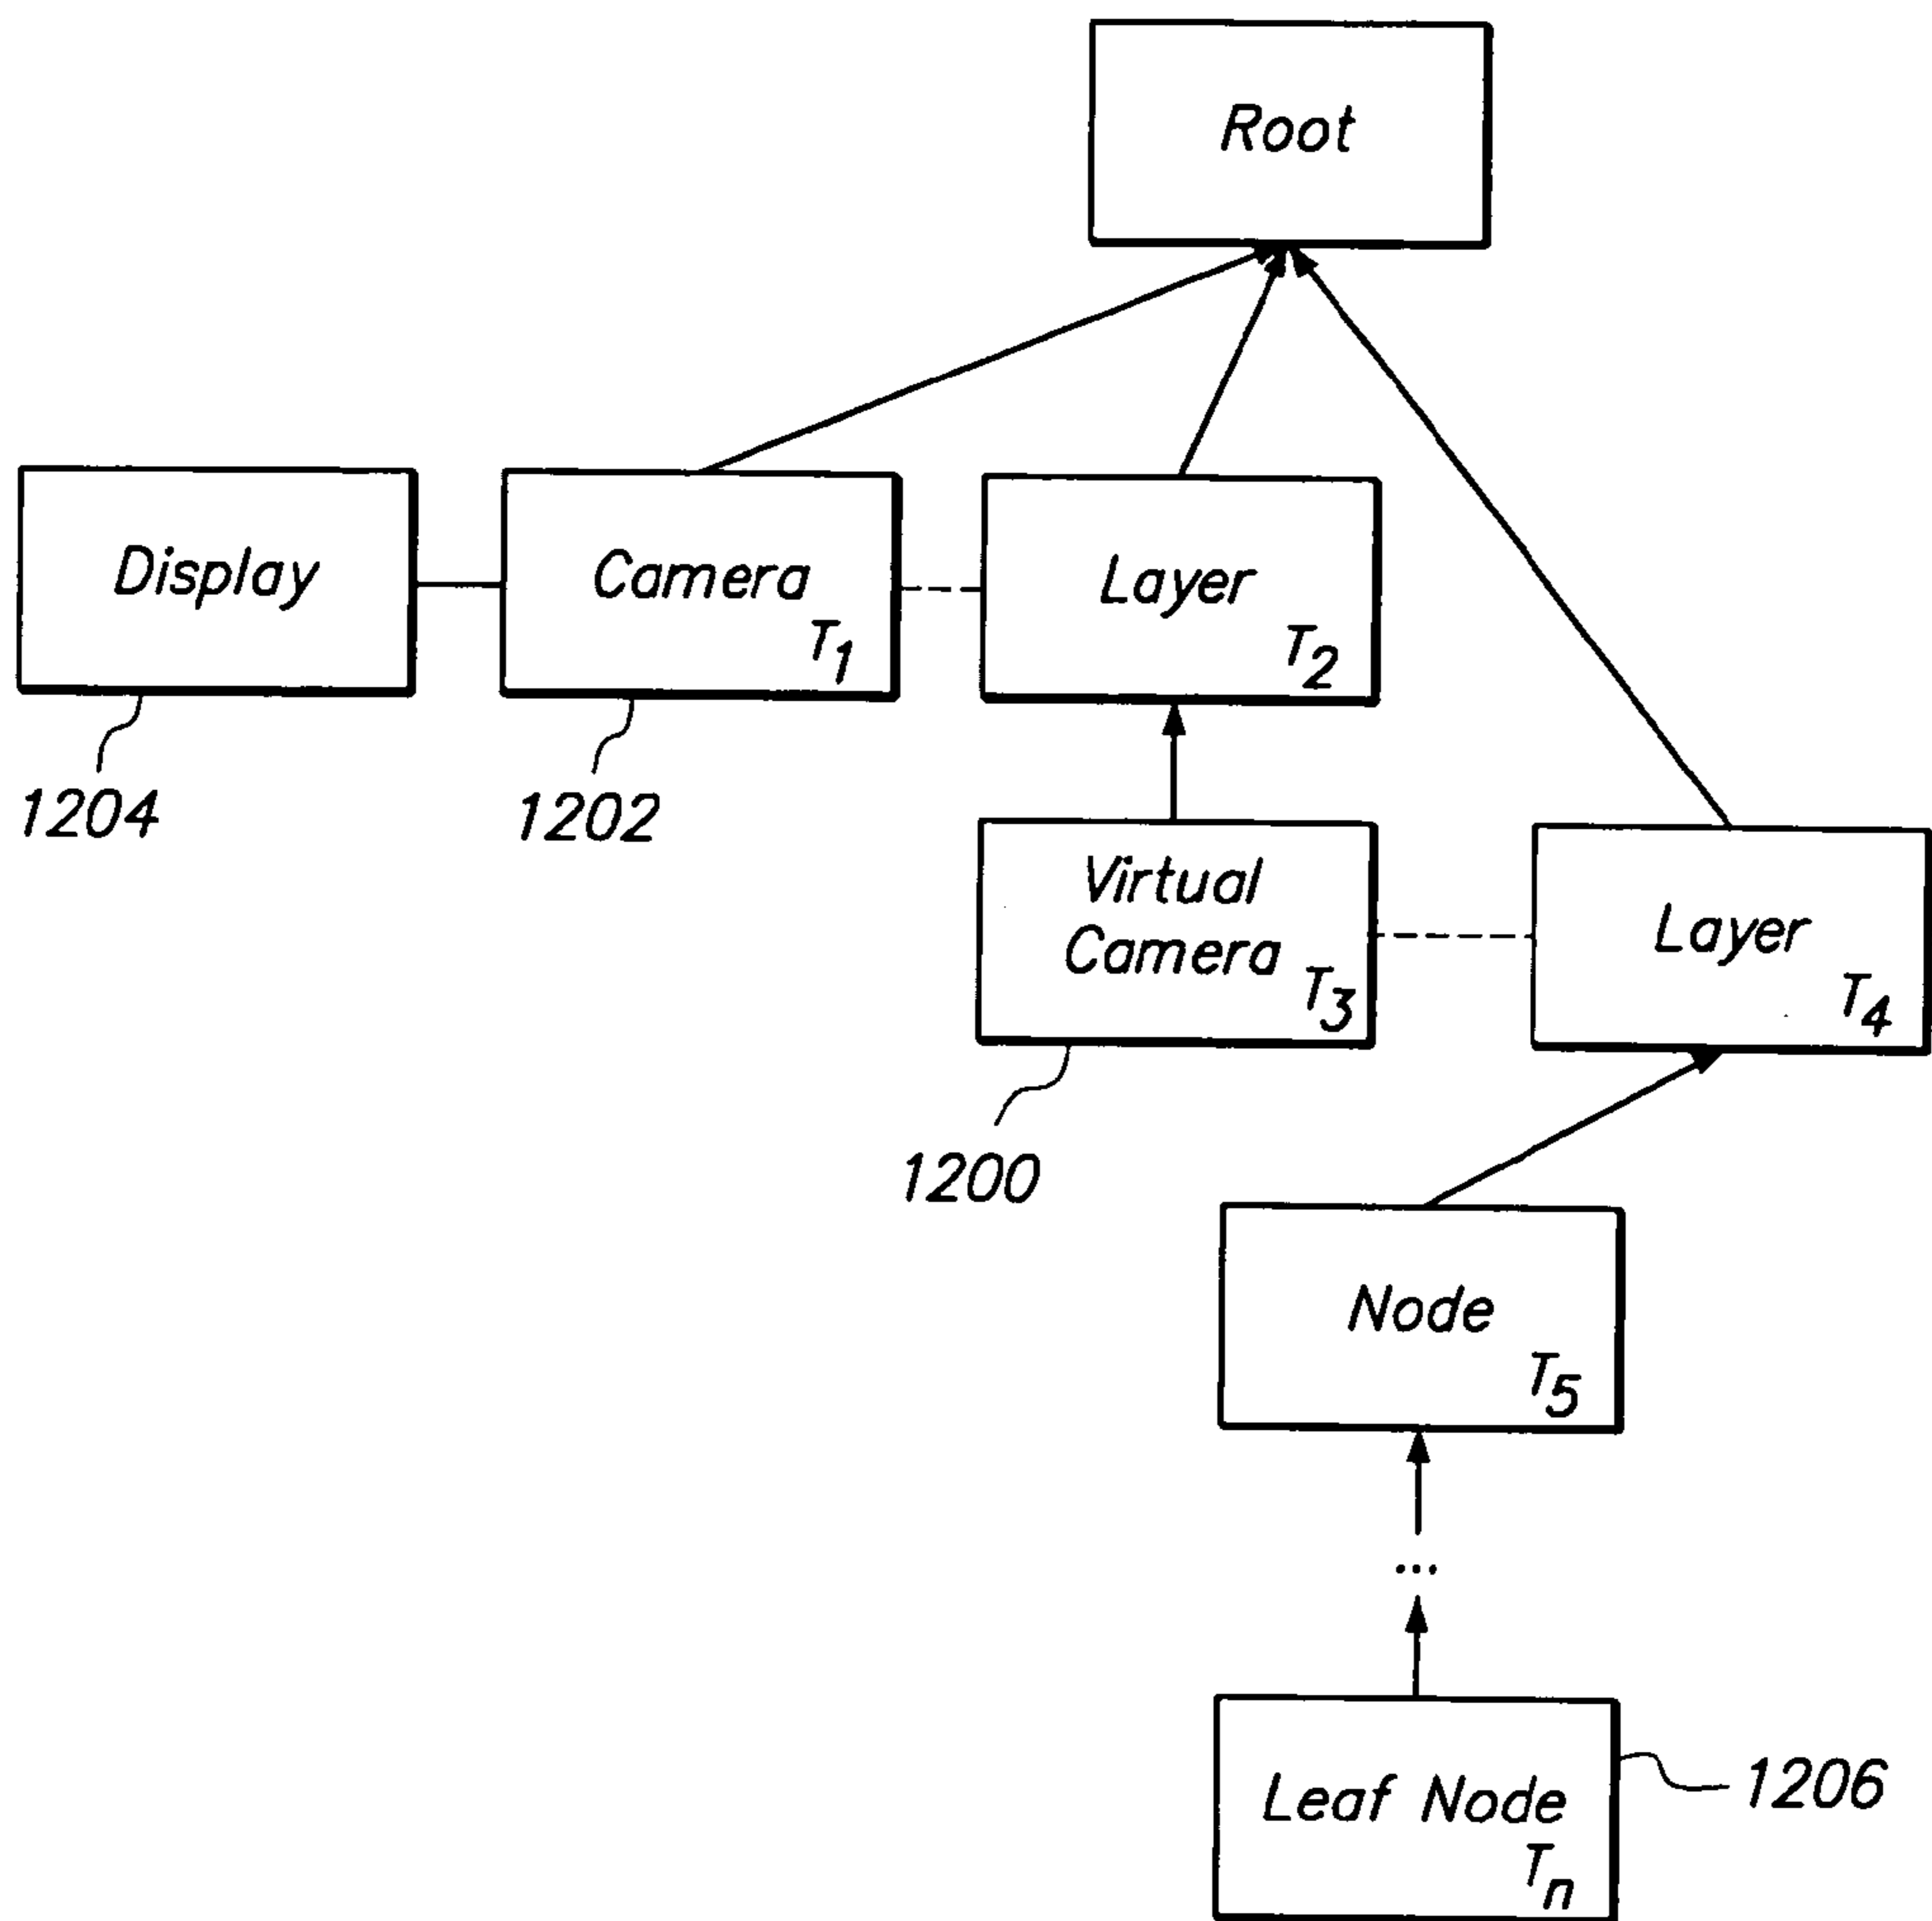 Root
Display
Camera
T1
Layer
T2
1204
1202
Virtual
Camera
T3
Layer
T4
1200
Node
T5
...
Leaf Node
Tn
1206